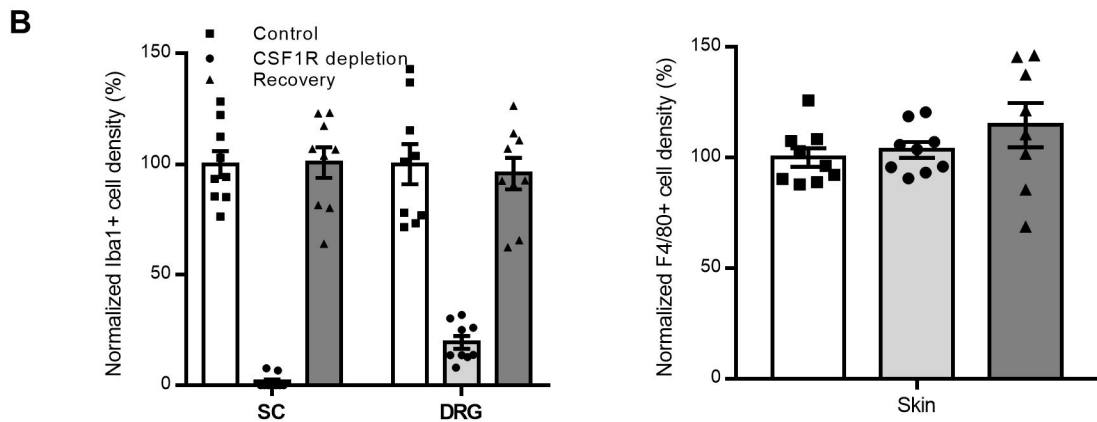 B
Control
CSF1R depletion
Recovery
Normalized Iba1+ cell density (%)
150
100
50
0
SC
DRG
Normalized F4/80+ cell density (%)
150
100
50
0
Skin